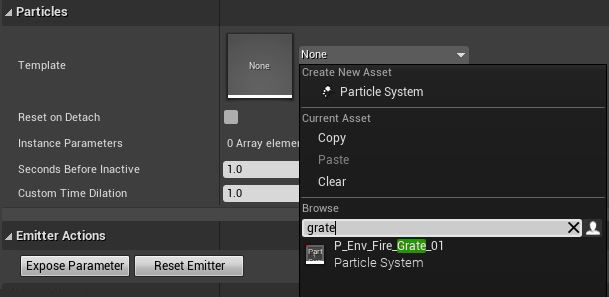 Particles
Template
None
None
Create New Asset
Particle System
Current Asset
Copy
Paste
Clear
Browse
grate
P_Env_Fire_Grate_01
Particle System
Reset on Detach
Instance Parameters
0 Array elemen
Seconds Before Inactive
1.0
Custom Time Dilation
1.0
Emitter Actions
Expose Parameter
Reset Emitter